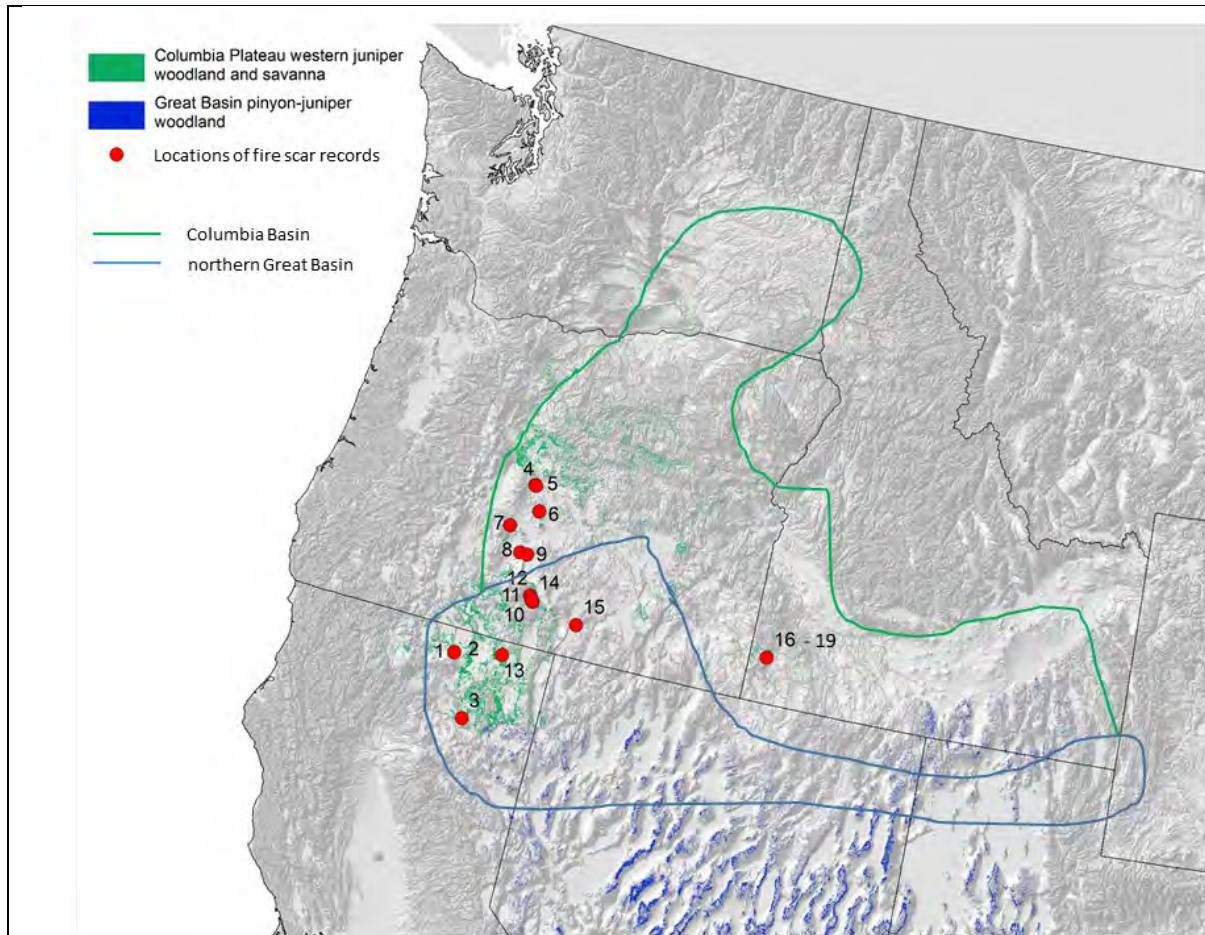 Columbia Plateau western juniper
woodland and savanna
Great Basin pinyon-juniper
woodland
Locations of fire scar records
Columbia Basin
northern Great Basin
4
5
6
7
8
9
12
14
11
10
15
1
2
13
16 - 19
3